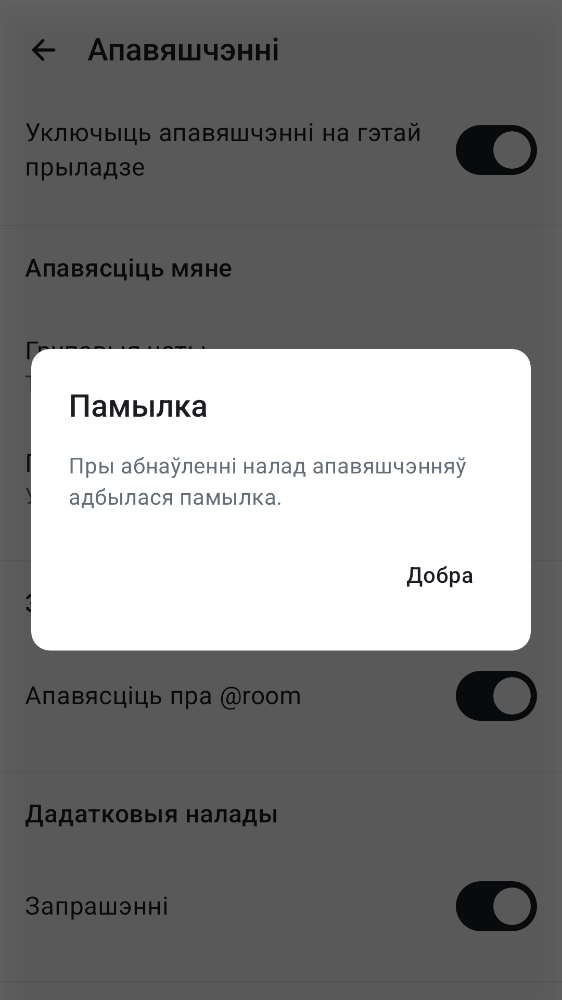 Апавяшчэнні
Уключыць апавяшчэнні на гэтай
прыладзе
Апавясціць мяне
Памылка
Пры абнаўленні налад апавяшчэнняў
адбылася памылка.
Добра
Апавясціць пра @room
Дадатковыя налады
Запрашэнні